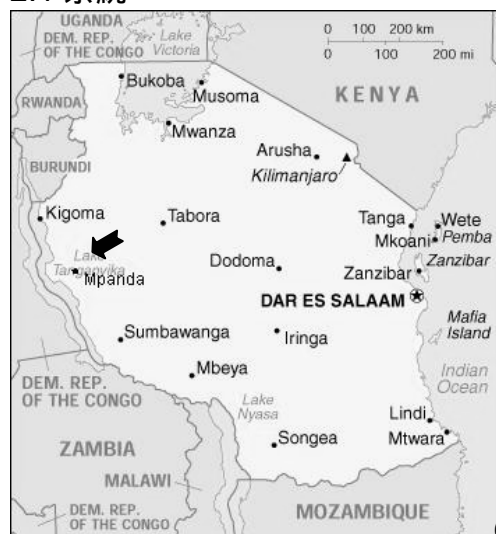 UGANDA
DEM. REP.
OF THE CONGO
Lake
Victoria
0 100 200 km
0 100 200 mi
Bukoba
Musoma
KENYA
RWANDA
Mwanza
Arusha
Kilimanjaro
BURUNDI
Kigoma
Tabora
Tanga
Wete
Mkoani
Pemba
Lake
Tanganyika
Mpanda
Dodoma
Zanzibar
Zanzibar
DAR ES SALAAM
Mafia
Island
Sumbawanga
Iringa
Mbeya
Indian
Ocean
DEM. REP.
OF THE CONGO
Lake
Nyasa
Lindi
Mtwara
Songea
ZAMBIA
MALAWI
MOZAMBIQUE
DEM. REP.
OF THE CONGO